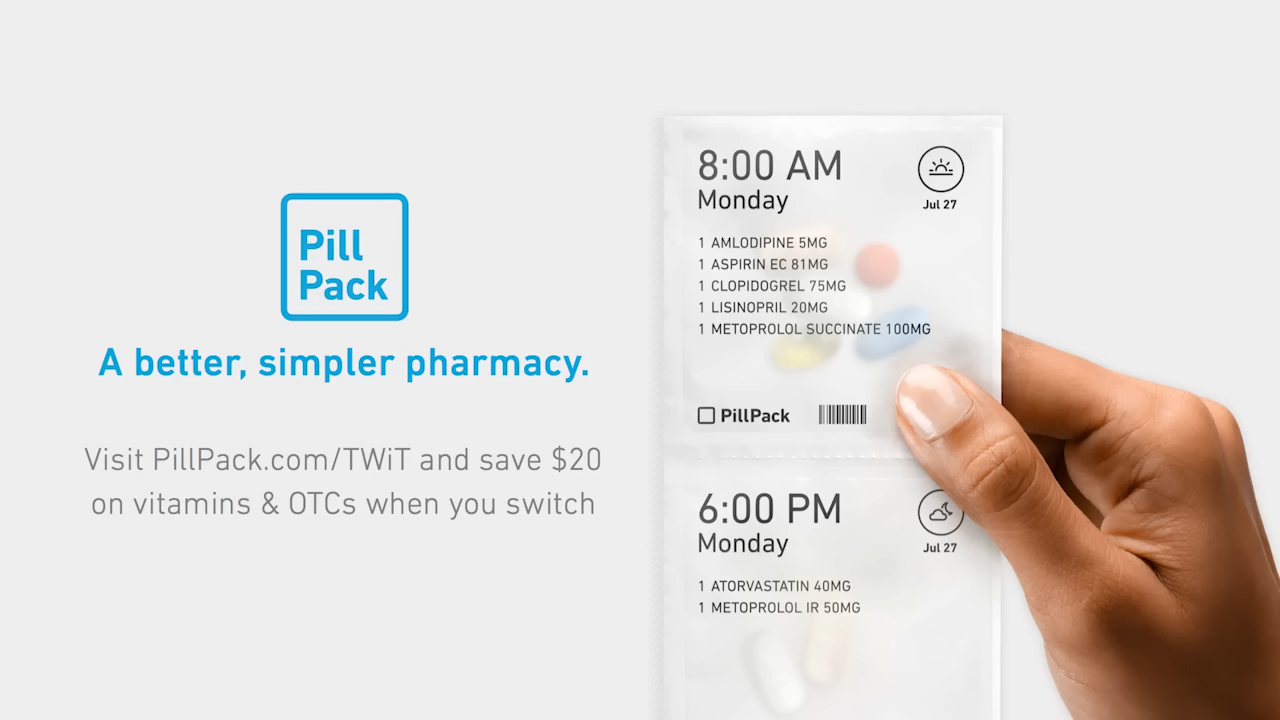 Pill
Pack
A better, simpler pharmacy.
Visit PillPack.com/TWiT and save $20
on vitamins & OTCs when you switch
8:00 AM
Monday
Jul 27
1 AMLODIPINE 5MG
1 ASPIRIN EC 81MG
1 CLOPIDOGREL 75MG
1 LISINOPRIL 20MG
1 METOPROLOL SUCCINATE 100MG
PillPack
6:00 PM
Monday
Jul 27
1 ATORVASTATIN 40MG
1 METOPROLOL IR 50MG